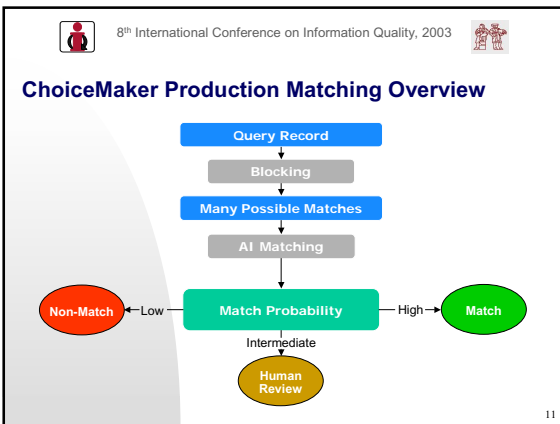 8th International Conference on Information Quality, 2003
ChoiceMaker Production Matching Overview
Query Record
Blocking
Many Possible Matches
AI Matching
Non-Match
Low
Match Probability
High
Match
Intermediate
Human
Review
11